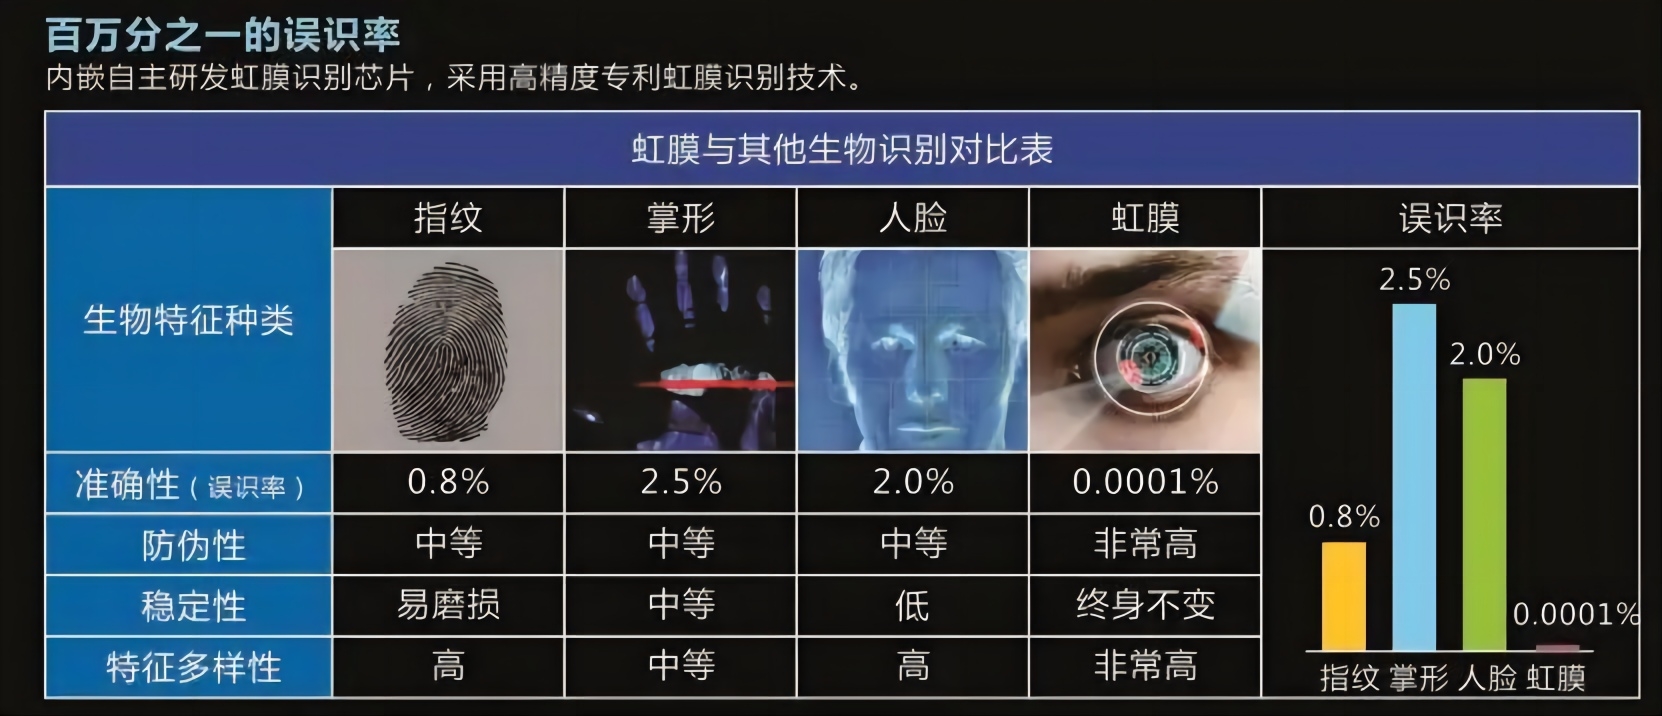 百万分之一的误识率
内嵌自主研发虹膜识别芯片，采用高精度专利虹膜识别技术。
虹膜与其他生物识别对比表
生物特征种类 指纹 掌形 人脸 虹膜 误识率
准确性（误识率） 0.8% 2.5% 2.0% 0.0001%
防伪性 中等 中等 中等 非常高
稳定性 易磨损 中等 低 终身不变
特征多样性 高 中等 高 非常高
2.5%
2.0%
0.8%
0.0001%
指纹 掌形 人脸 虹膜